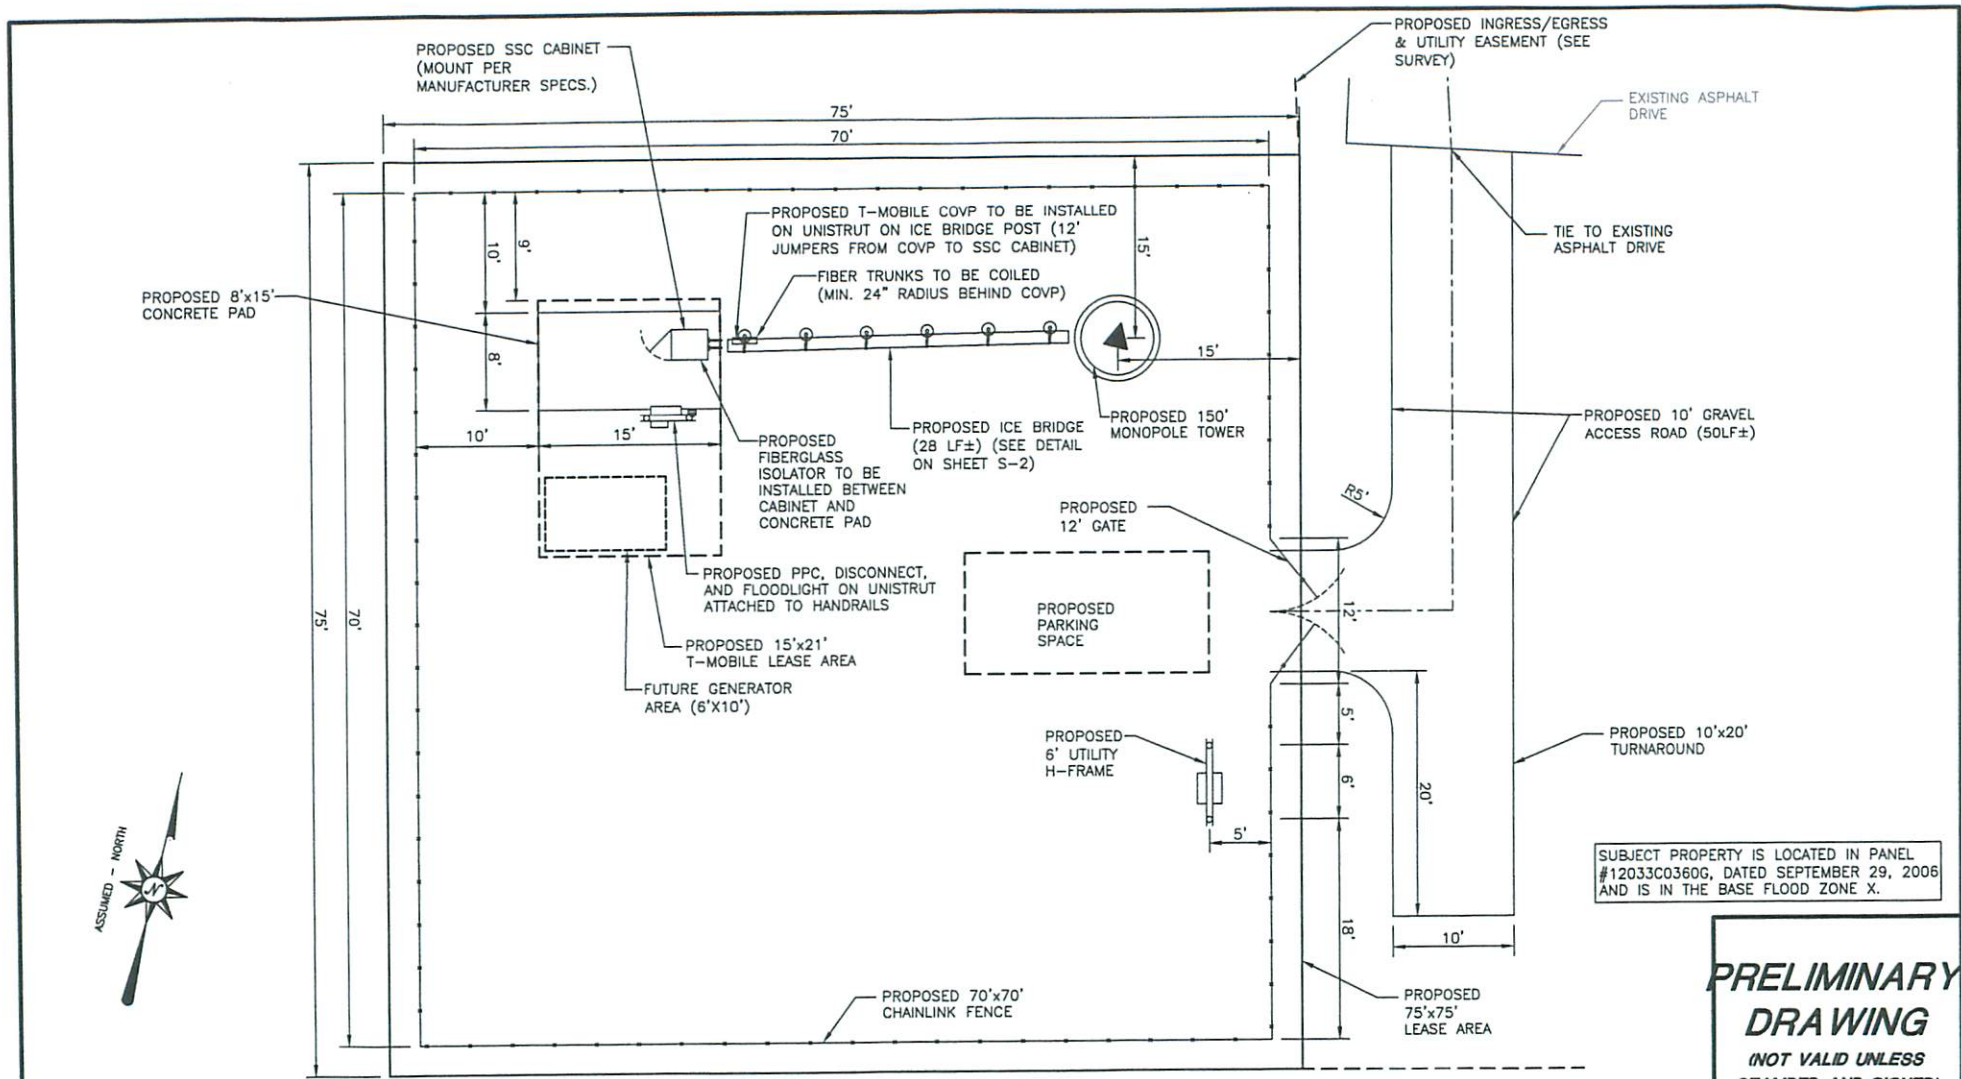 PROPOSED SSC CABINET
(MOUNT PER
MANUFACTURER SPECS.)
PROPOSED INGRESS/EGRESS
& UTILITY EASEMENT (SEE
SURVEY)
EXISTING ASPHALT
DRIVE
75'
70'
PROPOSED T-MOBILE COVP TO BE INSTALLED
ON UNISTRUT ON ICE BRIDGE POST (12'
JUMPERS FROM COVP TO SSC CABINET)
15'
TIE TO EXISTING
ASPHALT DRIVE
10'
9'
FIBER TRUNKS TO BE COILED
(MIN. 24" RADIUS BEHIND COVP)
PROPOSED 8'x15'
CONCRETE PAD
8'
15'
10'
15'
PROPOSED
FIBERGLASS
ISOLATOR TO BE
INSTALLED BETWEEN
CABINET AND
CONCRETE PAD
PROPOSED ICE BRIDGE
(28 LF±) (SEE DETAIL
ON SHEET S-2)
PROPOSED 150'
MONOPOLE TOWER
PROPOSED 10' GRAVEL
ACCESS ROAD (50LF±)
R5'
PROPOSED
12' GATE
PROPOSED PPC, DISCONNECT,
AND FLOODLIGHT ON UNISTRUT
ATTACHED TO HANDRAILS
PROPOSED
PARKING
SPACE
12'
75'
70'
PROPOSED 15'x21'
T-MOBILE LEASE AREA
FUTURE GENERATOR
AREA (6'X10')
5'
PROPOSED
6' UTILITY
H-FRAME
PROPOSED 10'x20'
TURNAROUND
6'
20'
5'
ASSUMED - NORTH
N
SUBJECT PROPERTY IS LOCATED IN PANEL
#12033C0360G, DATED SEPTEMBER 29, 2006
AND IS IN THE BASE FLOOD ZONE X.
18'
10'
PROPOSED 70'x70'
CHAINLINK FENCE
PROPOSED
75'x75'
LEASE AREA
PRELIMINARY
DRAWING
(NOT VALID UNLESS
STAMPED AND SIGNED)